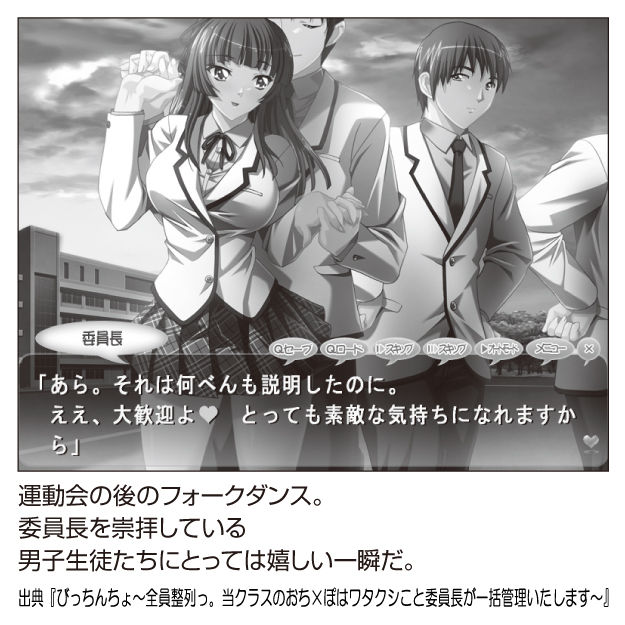 委員長
Q.セーブ
Q.ロード
スキップ
スキップ
オートモード
メニュー
×
「あら。それは何べんも説明したのに。
ええ、大歓迎よ♥　とっても素敵な気持ちになれますか
ら」
運動会の後のフォークダンス。
委員長を崇拝している
男子生徒たちにとっては嬉しい一瞬だ。
出典『びっちんちょ～全員整列っ。当クラスのおち×ぽはワタクシこと委員長が一括管理いたします～』